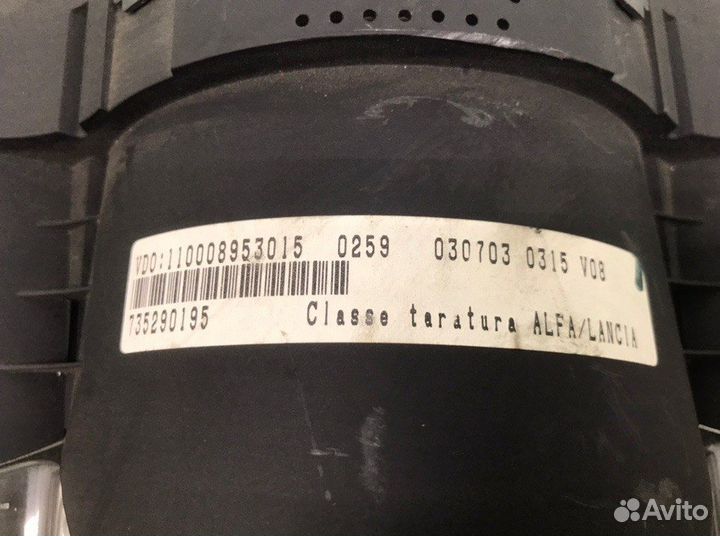 VDO:110008953015 0259 030703 0315 V08
735290195 Classe taratura ALFA/LANCIA
Avito